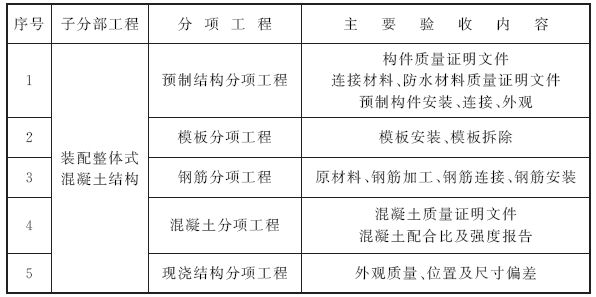 序号 子分部工程 分项工程 主要验收内容
1 预制结构分项工程 构件质量证明文件
连接材料、防水材料质量证明文件
预制构件安装、连接、外观
2 模板分项工程 模板安装、模板拆除
装配整体式
混凝土结构
3 钢筋分项工程 原材料、钢筋加工、钢筋连接、钢筋安装
4 混凝土分项工程 混凝土质量证明文件
混凝土配合比及强度报告
5 现浇结构分项工程 外观质量、位置及尺寸偏差